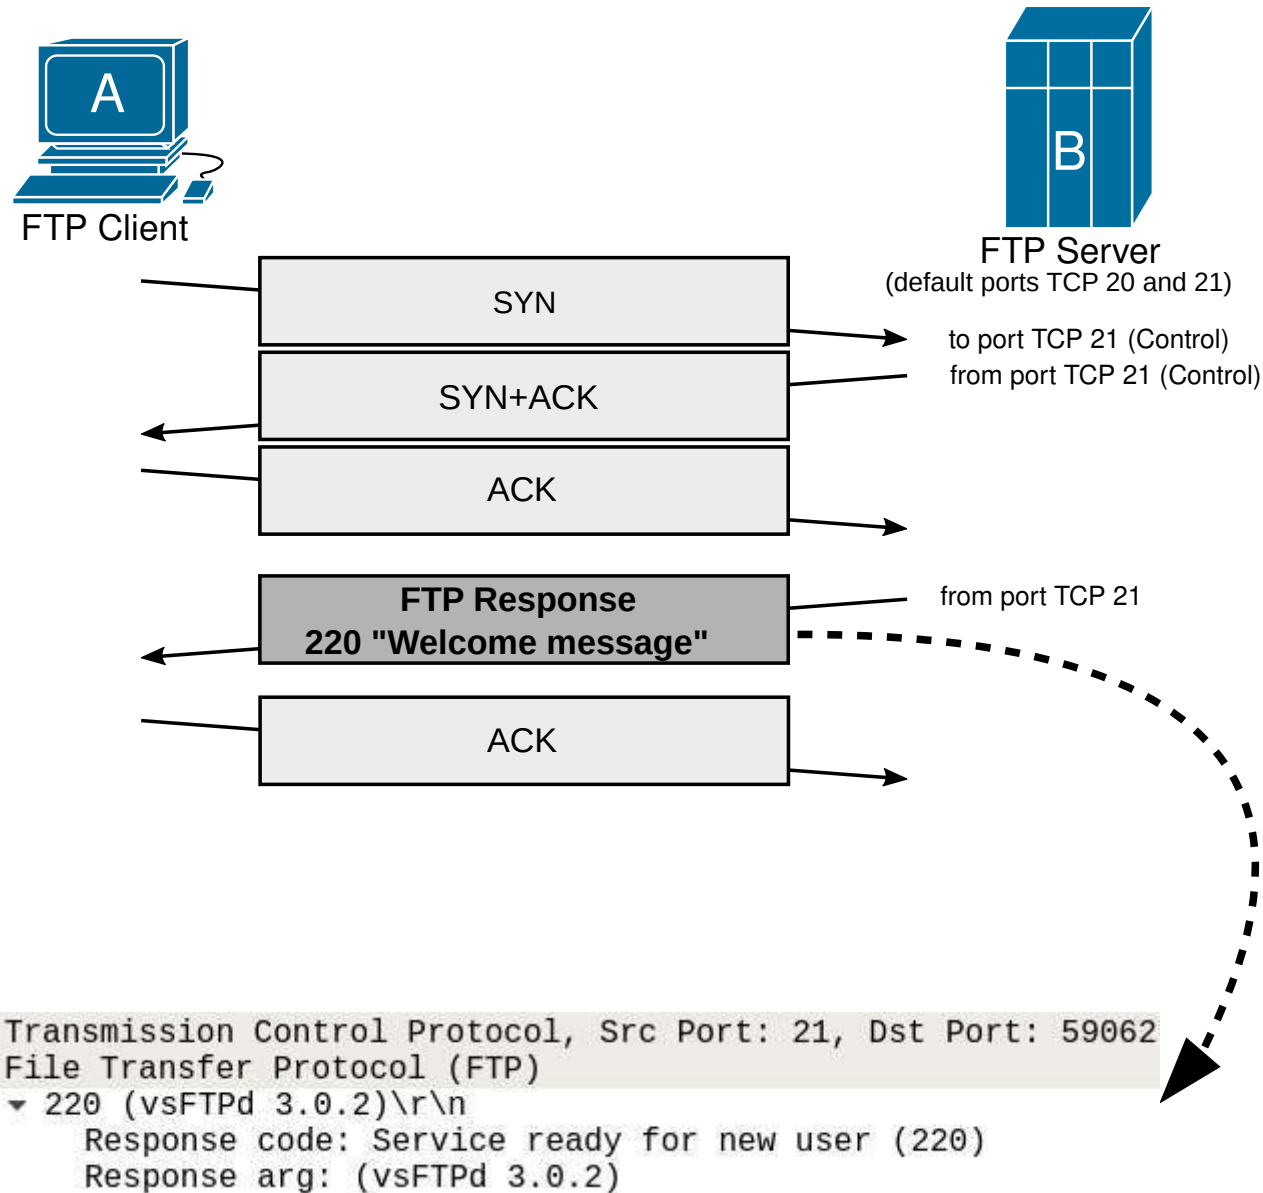 A
B
FTP Client
FTP Server
(default ports TCP 20 and 21)
SYN
to port TCP 21 (Control)
from port TCP 21 (Control)
SYN+ACK
ACK
FTP Response
220 "Welcome message"
from port TCP 21
ACK
Transmission Control Protocol, Src Port: 21, Dst Port: 59062
File Transfer Protocol (FTP)
220 (vsFTPd 3.0.2)\r\n
Response code: Service ready for new user (220)
Response arg: (vsFTPd 3.0.2)